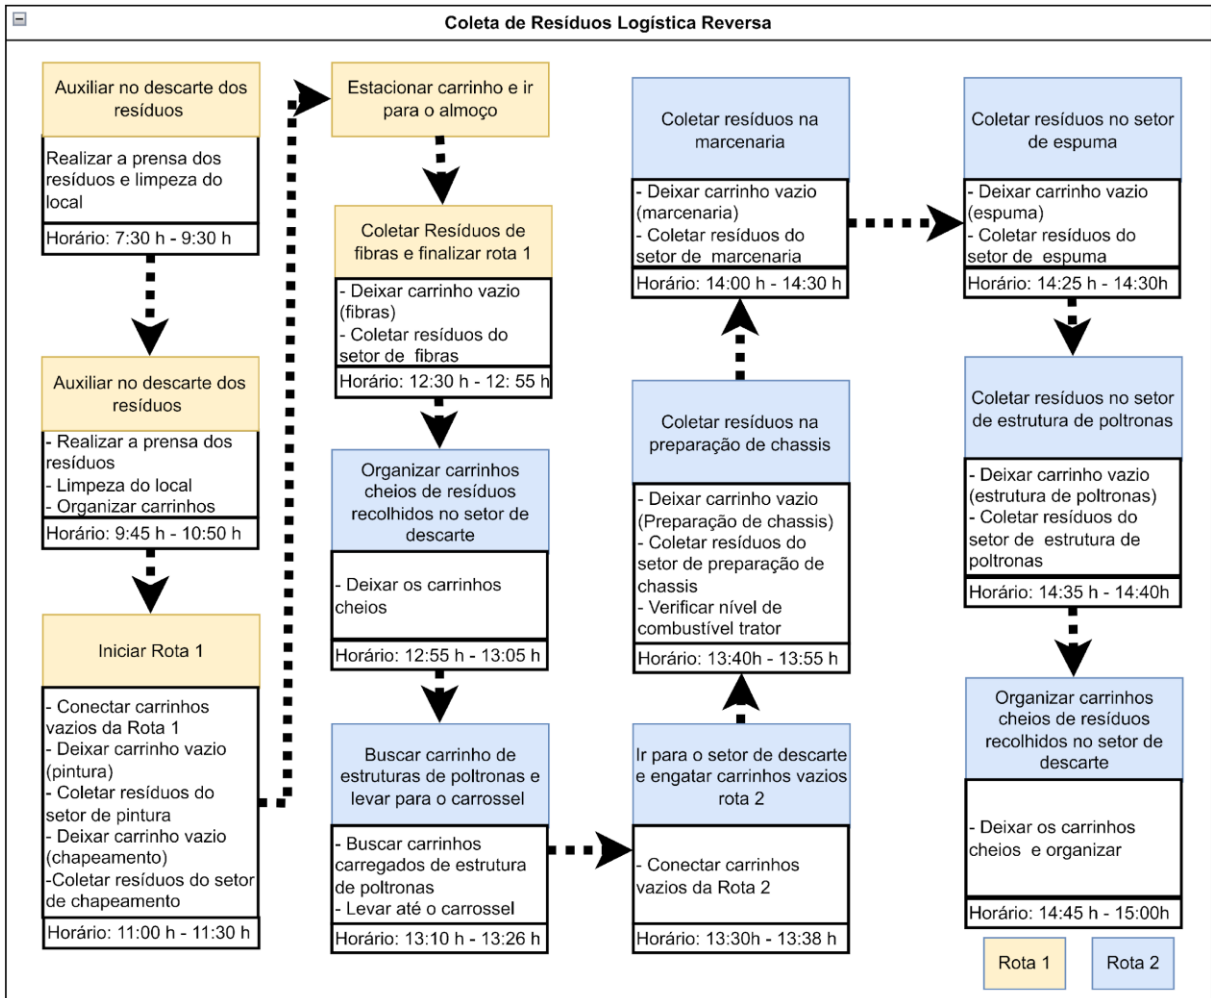 Coleta de Resíduos Logística Reversa
Auxiliar no descarte dos
resíduos
Realizar a prensa dos
resíduos e limpeza do
local
Horário: 7:30 h - 9:30 h
Auxiliar no descarte dos
resíduos
- Realizar a prensa dos
resíduos
- Limpeza do local
- Organizar carrinhos
Horário: 9:45 h - 10:50 h
Iniciar Rota 1
- Conectar carrinhos
vazios da Rota 1
- Deixar carrinho vazio
(pintura)
- Coletar resíduos do
setor de pintura
- Deixar carrinho vazio
(chapeamento)
-Coletar resíduos do setor
de chapeamento
Horário: 11:00 h - 11:30 h
Estacionar carrinho e ir
para o almoço
Coletar Resíduos de
fibras e finalizar rota 1
- Deixar carrinho vazio
(fibras)
- Coletar resíduos do
setor de fibras
Horário: 12:30 h - 12: 55 h
Organizar carrinhos
cheios de resíduos
recolhidos no setor de
descarte
- Deixar os carrinhos
cheios
Horário: 12:55 h - 13:05 h
Buscar carrinho de
estruturas de poltronas e
levar para o carrossel
- Buscar carrinhos
carregados de estrutura
de poltronas
- Levar até o carrossel
Horário: 13:10 h - 13:26 h
Ir para o setor de descarte
e engatar carrinhos vazios
rota 2
- Conectar carrinhos
vazios da Rota 2
Horário: 13:30h - 13:38 h
Coletar resíduos na
preparação de chassis
- Deixar carrinho vazio
(Preparação de chassis)
- Coletar resíduos do
setor de preparação de
chassis
- Verificar nível de
combustível trator
Horário: 13:40h - 13:55 h
Coletar resíduos na
marcenaria
- Deixar carrinho vazio
(marcenaria)
- Coletar resíduos do
setor de marcenaria
Horário: 14:00 h - 14:30 h
Coletar resíduos no setor
de espuma
- Deixar carrinho vazio
(espuma)
- Coletar resíduos do
setor de espuma
Horário: 14:25 h - 14:30h
Coletar resíduos no setor
de estrutura de poltronas
- Deixar carrinho vazio
(estrutura de poltronas)
- Coletar resíduos do
setor de estrutura de
poltronas
Horário: 14:35 h - 14:40h
Organizar carrinhos
cheios de resíduos
recolhidos no setor de
descarte
- Deixar os carrinhos
cheios e organizar
Horário: 14:45 h - 15:00h
Rota 1
Rota 2